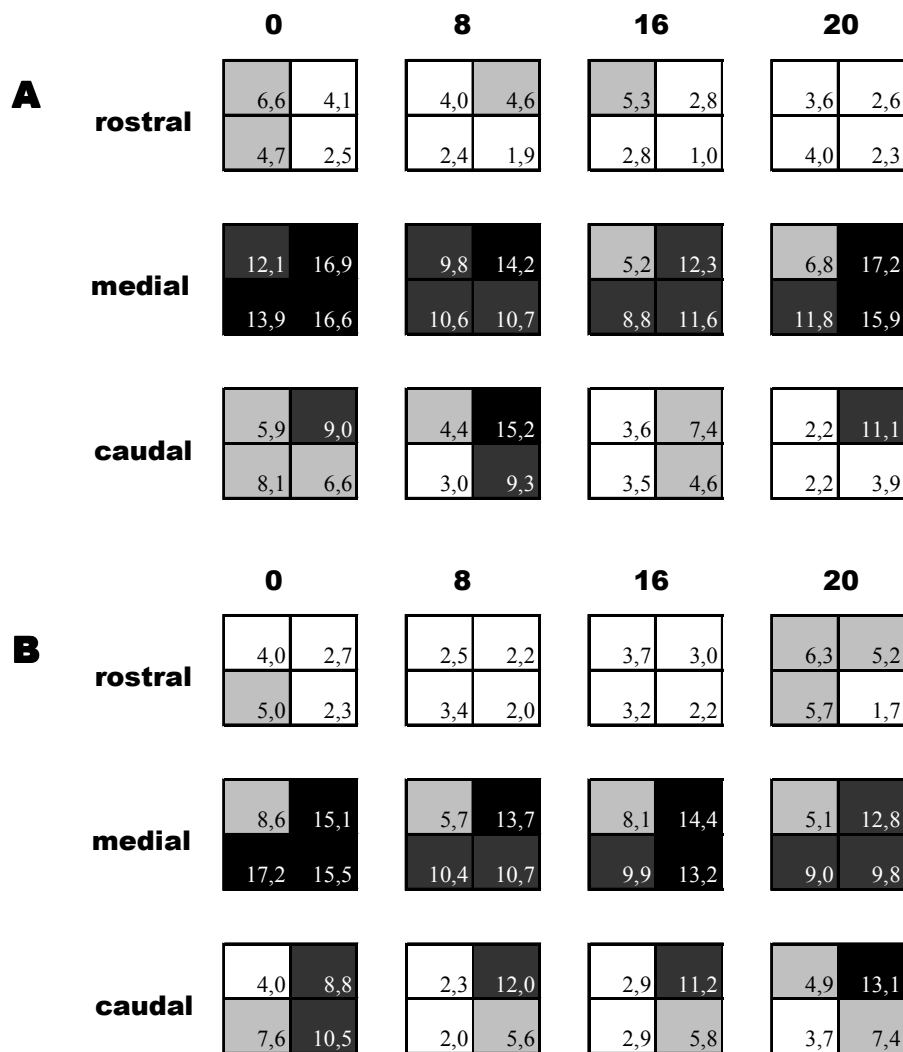 0 8 16 20
A
6,6 4,1 4,0 4,6 5,3 2,8 3,6 2,6
rostral
4,7 2,5 2,4 1,9 2,8 1,0 4,0 2,3
12,1 16,9 9,8 14,2 5,2 12,3 6,8 17,2
medial
13,9 16,6 10,6 10,7 8,8 11,6 11,8 15,9
5,9 9,0 4,4 15,2 3,6 7,4 2,2 11,1
caudal
8,1 6,6 3,0 9,3 3,5 4,6 2,2 3,9
0 8 16 20
B
4,0 2,7 2,5 2,2 3,7 3,0 6,3 5,2
rostral
5,0 2,3 3,4 2,0 3,2 2,2 5,7 1,7
8,6 15,1 5,7 13,7 8,1 14,4 5,1 12,8
medial
17,2 15,5 10,4 10,7 9,9 13,2 9,0 9,8
4,0 8,8 2,3 12,0 2,9 11,2 4,9 13,1
caudal
7,6 10,5 2,0 5,6 2,9 5,8 3,7 7,4